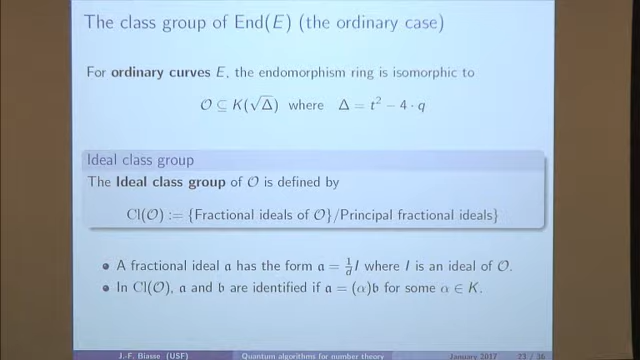 The class group of End(E) (the ordinary case)
For ordinary curves E, the endomorphism ring is isomorphic to
𝒪 ⊆ K(√Δ) where Δ = t² − 4 · q
Ideal class group
The Ideal class group of 𝒪 is defined by
Cl(𝒪) := {Fractional ideals of 𝒪}/Principal fractional ideals}
• A fractional ideal 𝔞 has the form 𝔞 = 1/d I where I is an ideal of 𝒪.
• In Cl(𝒪), 𝔞 and 𝔟 are identified if 𝔞 = (α)𝔟 for some α ∈ K.
J.-F. Biasse (USF) Quantum algorithms for number theory January 2017 23 / 36